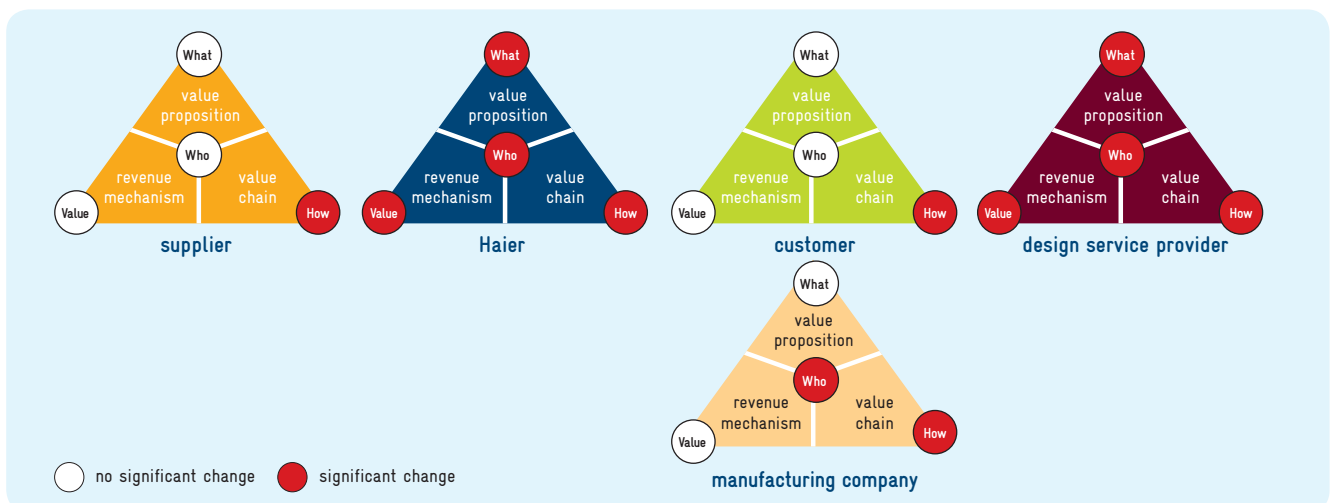 What
value
proposition
Who
revenue
mechanism
value
chain
Value
How
supplier
What
value
proposition
Who
revenue
mechanism
value
chain
Value
How
Haier
What
value
proposition
Who
revenue
mechanism
value
chain
Value
How
customer
What
value
proposition
Who
revenue
mechanism
value
chain
Value
How
design service provider
What
value
proposition
Who
revenue
mechanism
value
chain
Value
How
manufacturing company
no significant change
significant change